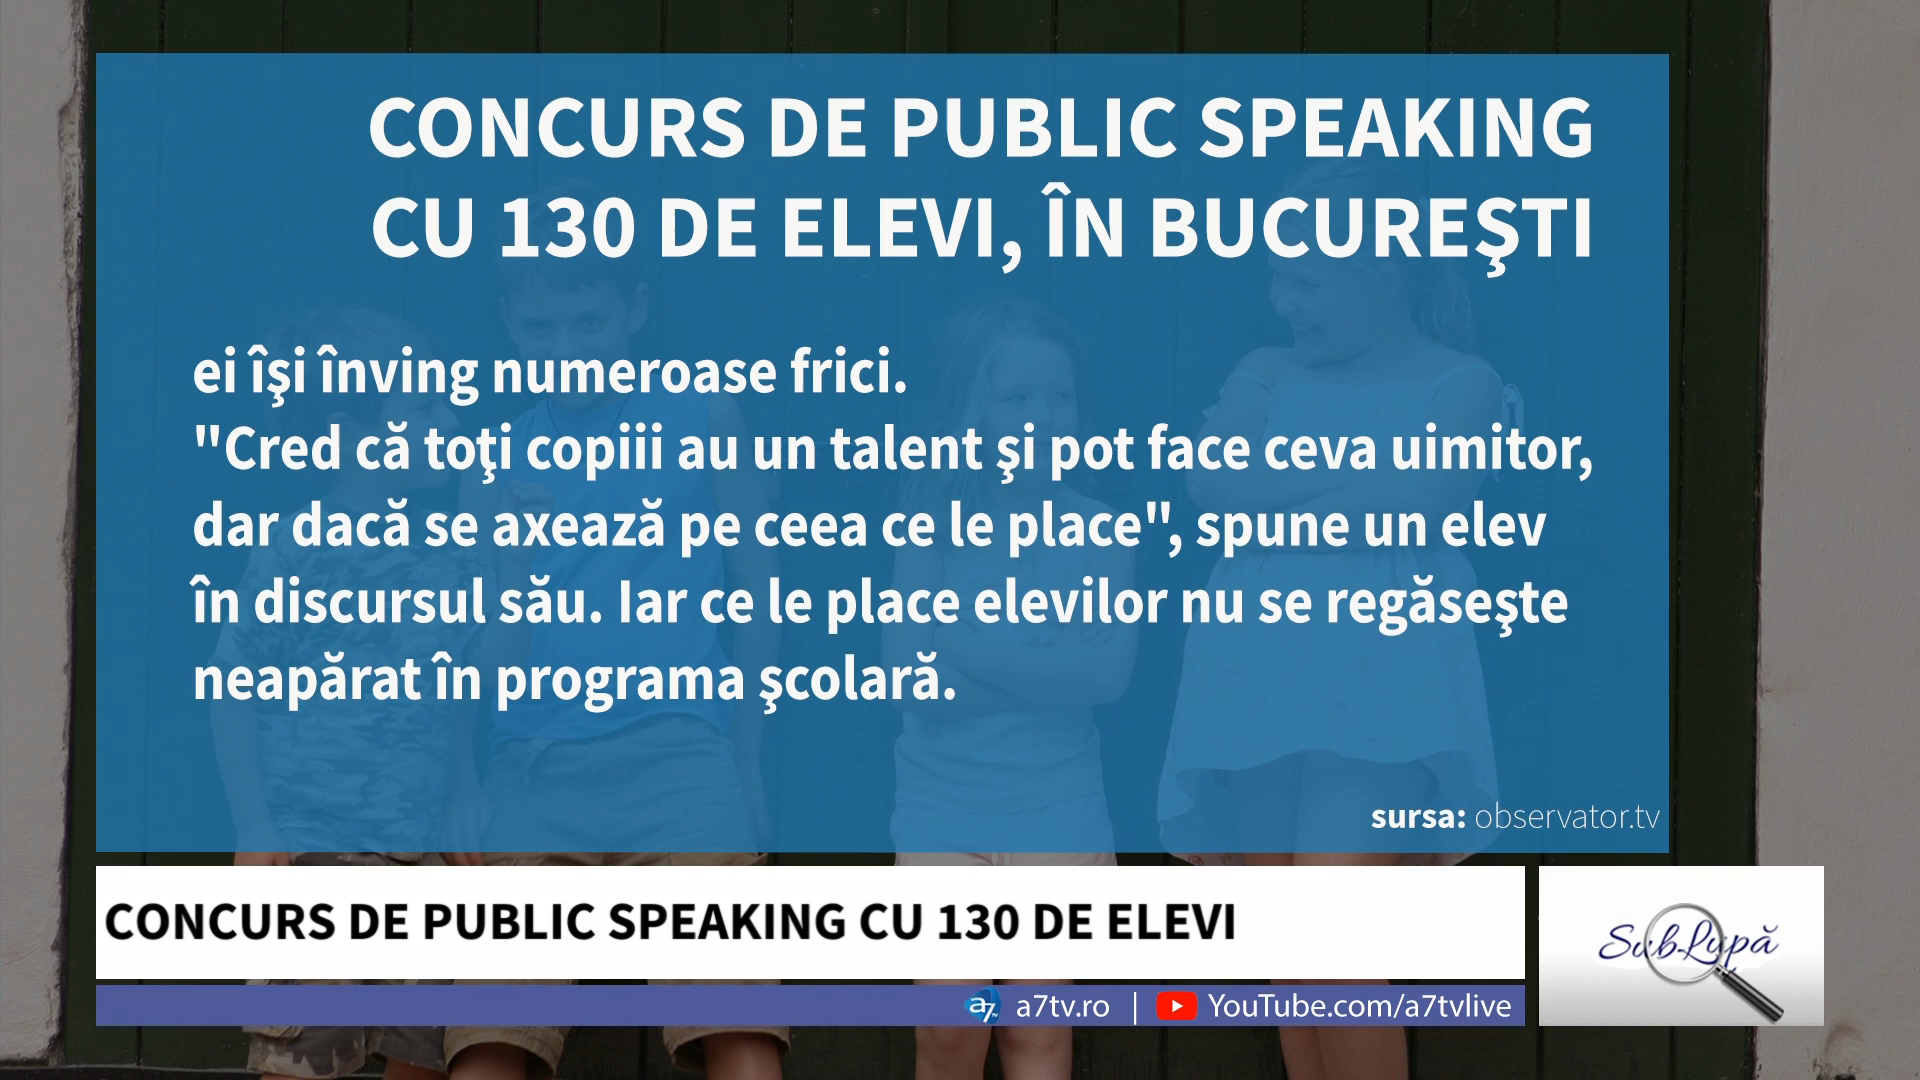 CONCURS DE PUBLIC SPEAKING
CU 130 DE ELEVI, ÎN BUCUREŞTI
ei îşi înving numeroase frici.
"Cred că toţi copiii au un talent şi pot face ceva uimitor,
dar dacă se axează pe ceea ce le place", spune un elev
în discursul său. Iar ce le place elevilor nu se regăseşte
neapărat în programa şcolară.
sursa: observator.tv
CONCURS DE PUBLIC SPEAKING CU 130 DE ELEVI
Sub Lupă
a7tv a7tv.ro | YouTube.com/a7tvlive